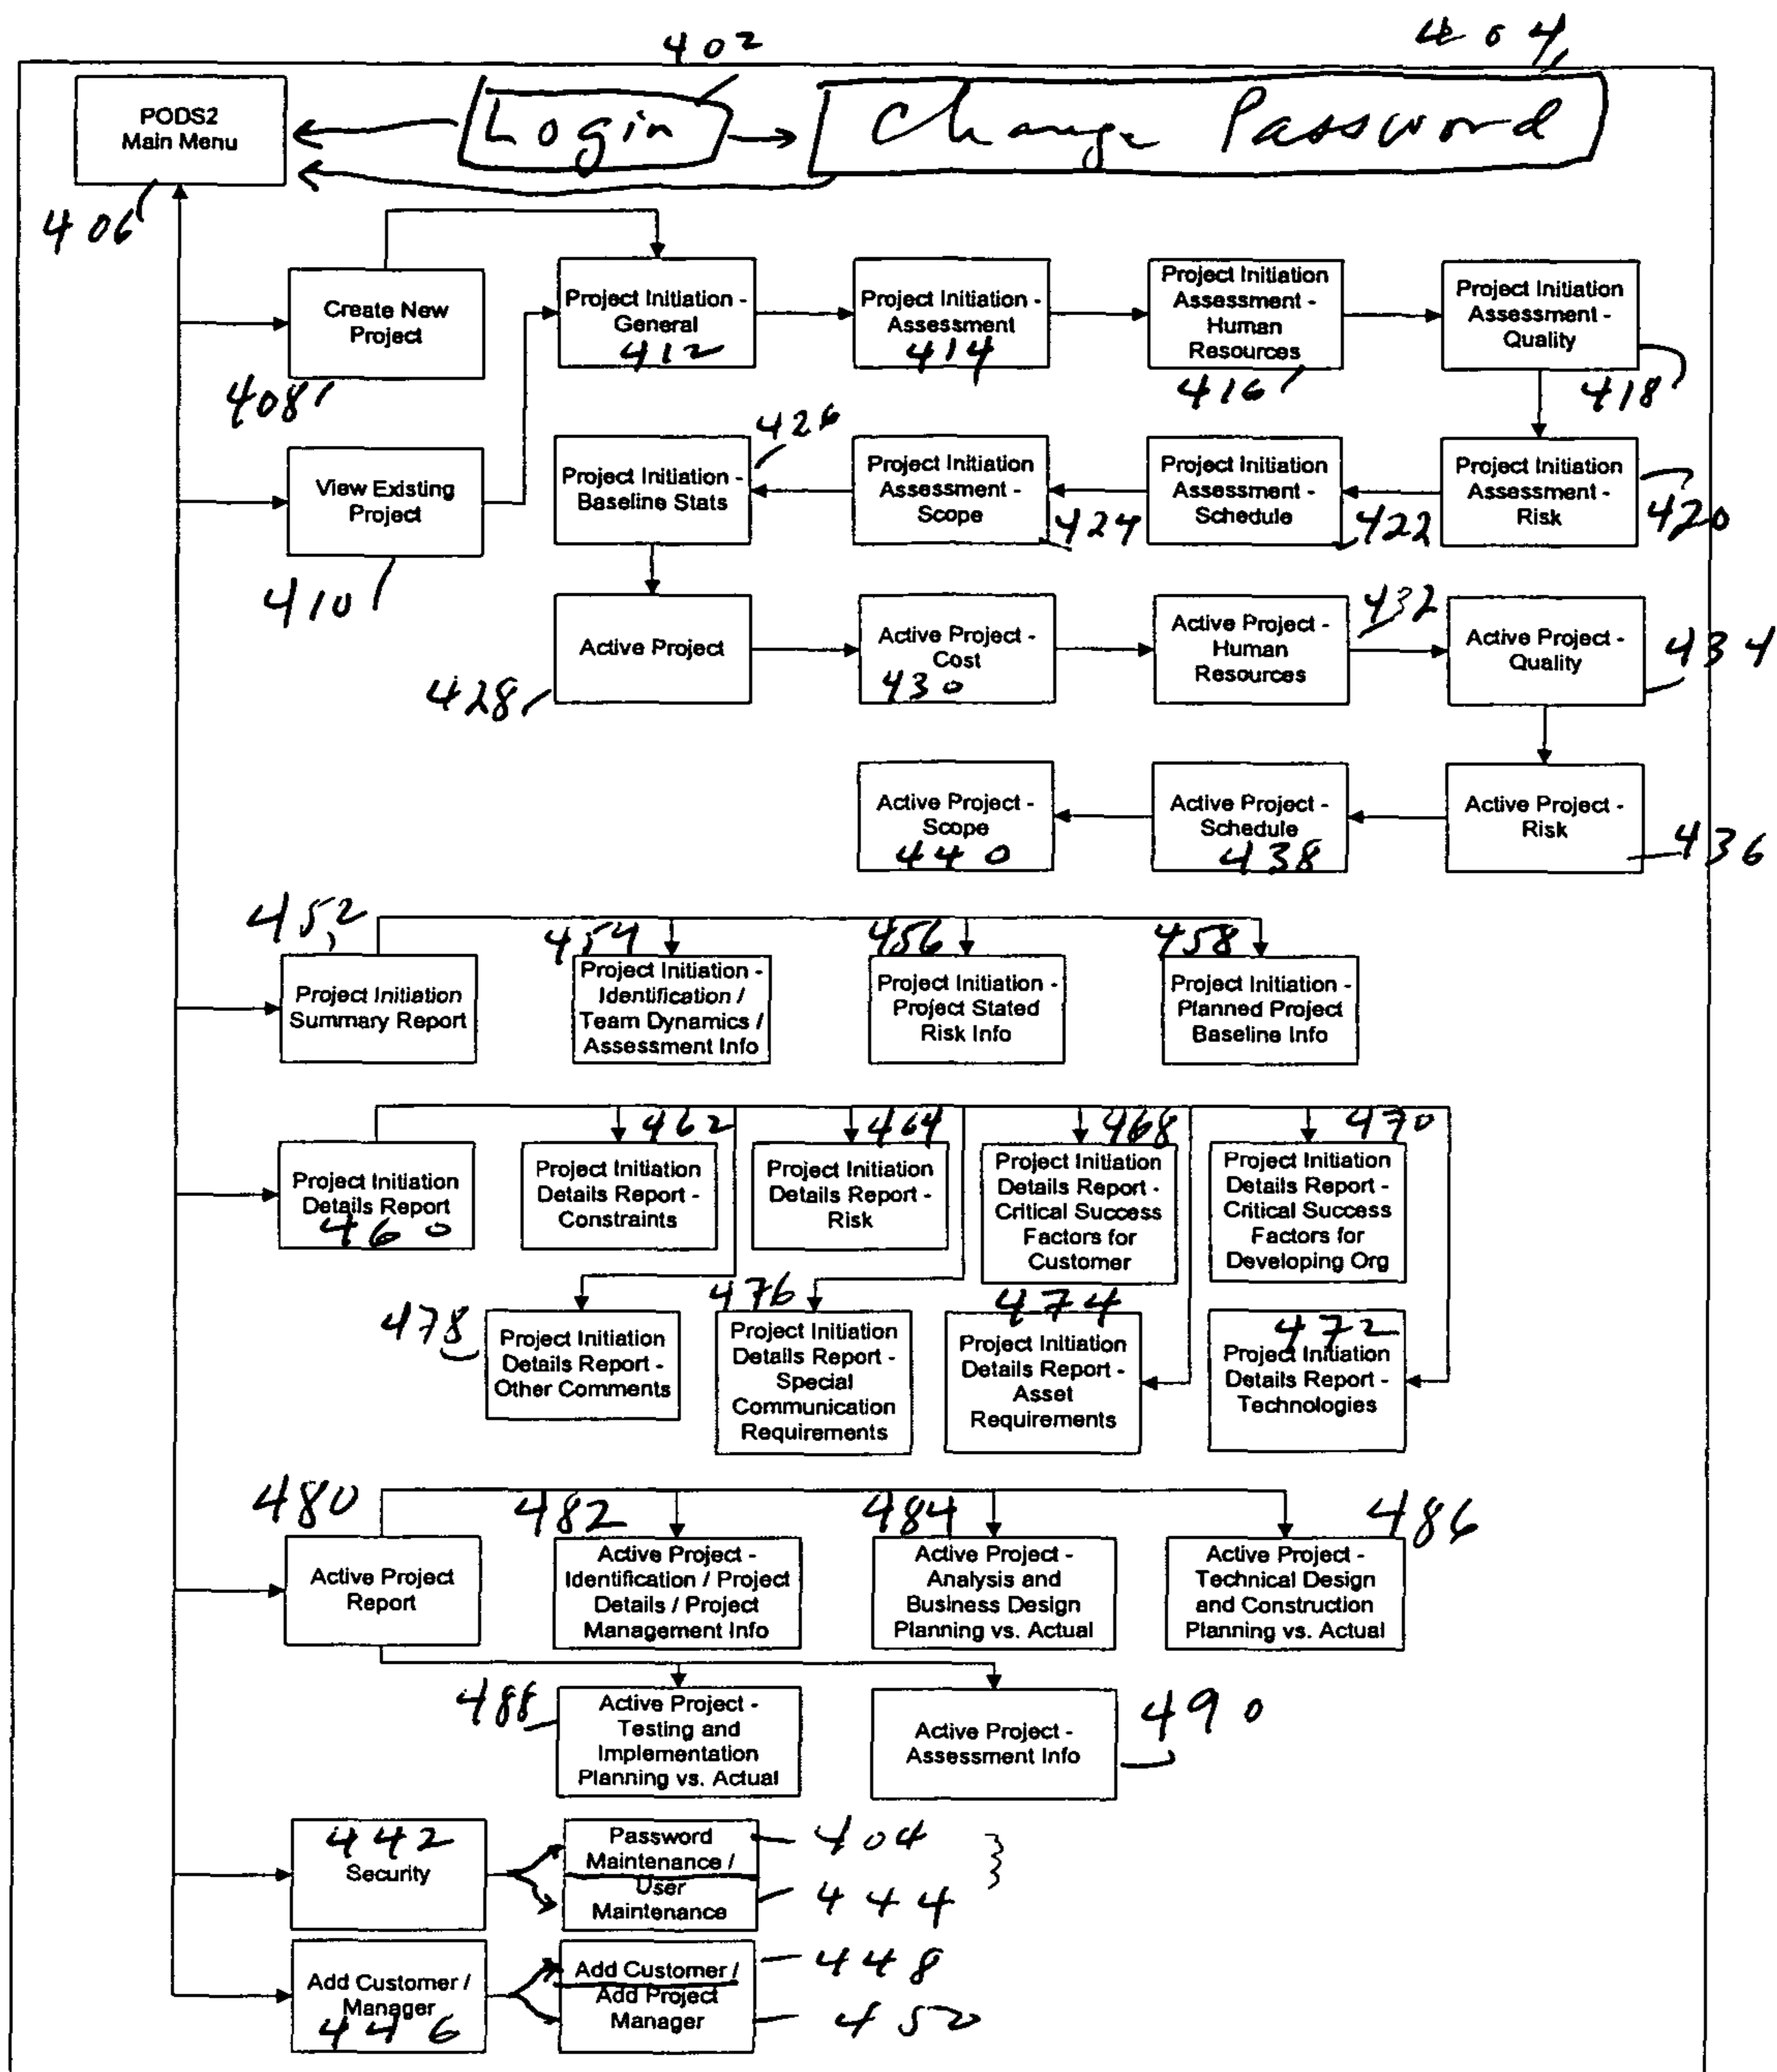 402
404
PODS2
Main Menu
Login
Change Password
406
Create New
Project
408
Project Initiation -
General
412
Project Initiation -
Assessment
414
Project Initiation
Assessment -
Human
Resources
416
Project Initiation
Assessment -
Quality
418
View Existing
Project
410
Project Initiation -
Baseline Stats
426
Project Initiation
Assessment -
Scope
424
Project Initiation
Assessment -
Schedule
422
Project Initiation
Assessment -
Risk
420
Active Project
428
Active Project -
Cost
430
Active Project -
Human
Resources
432
Active Project -
Quality
434
Active Project -
Scope
440
Active Project -
Schedule
438
Active Project -
Risk
436
452
Project Initiation
Summary Report
454
Project Initiation -
Identification /
Team Dynamics /
Assessment Info
456
Project Initiation -
Project Stated
Risk Info
458
Project Initiation -
Planned Project
Baseline Info
Project Initiation
Details Report
460
462
Project Initiation
Details Report -
Constraints
464
Project Initiation
Details Report -
Risk
468
Project Initiation
Details Report -
Critical Success
Factors for
Customer
470
Project Initiation
Details Report -
Critical Success
Factors for
Developing Org
478
Project Initiation
Details Report -
Other Comments
476
Project Initiation
Details Report -
Special
Communication
Requirements
474
Project Initiation
Details Report -
Asset
Requirements
472
Project Initiation
Details Report -
Technologies
480
Active Project
Report
482
Active Project -
Identification / Project
Details / Project
Management Info
484
Active Project -
Analysis and
Business Design
Planning vs. Actual
486
Active Project -
Technical Design
and Construction
Planning vs. Actual
488
Active Project -
Testing and
Implementation
Planning vs. Actual
Active Project -
Assessment Info
490
442
Security
Password
Maintenance /
User
Maintenance
404
444
Add Customer /
Manager
446
Add Customer /
Add Project
Manager
448
450